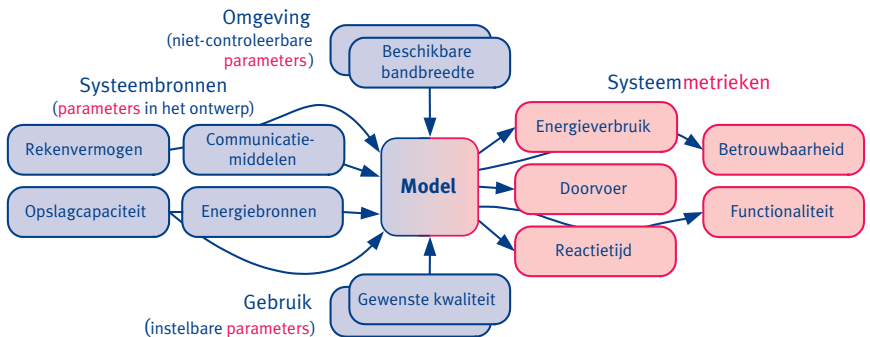 Omgeving
(niet-controleerbare
parameters)
Beschikbare
bandbreedte
Systeembronnen
(parameters in het ontwerp)
Systeemmetrieken
Rekenvermogen
Communicatie-
middelen
Energieverbruik
Betrouwbaarheid
Model
Doorvoer
Opslagcapaciteit
Energiebronnen
Functionaliteit
Reactietijd
Gebruik
(instelbare parameters)
Gewenste kwaliteit